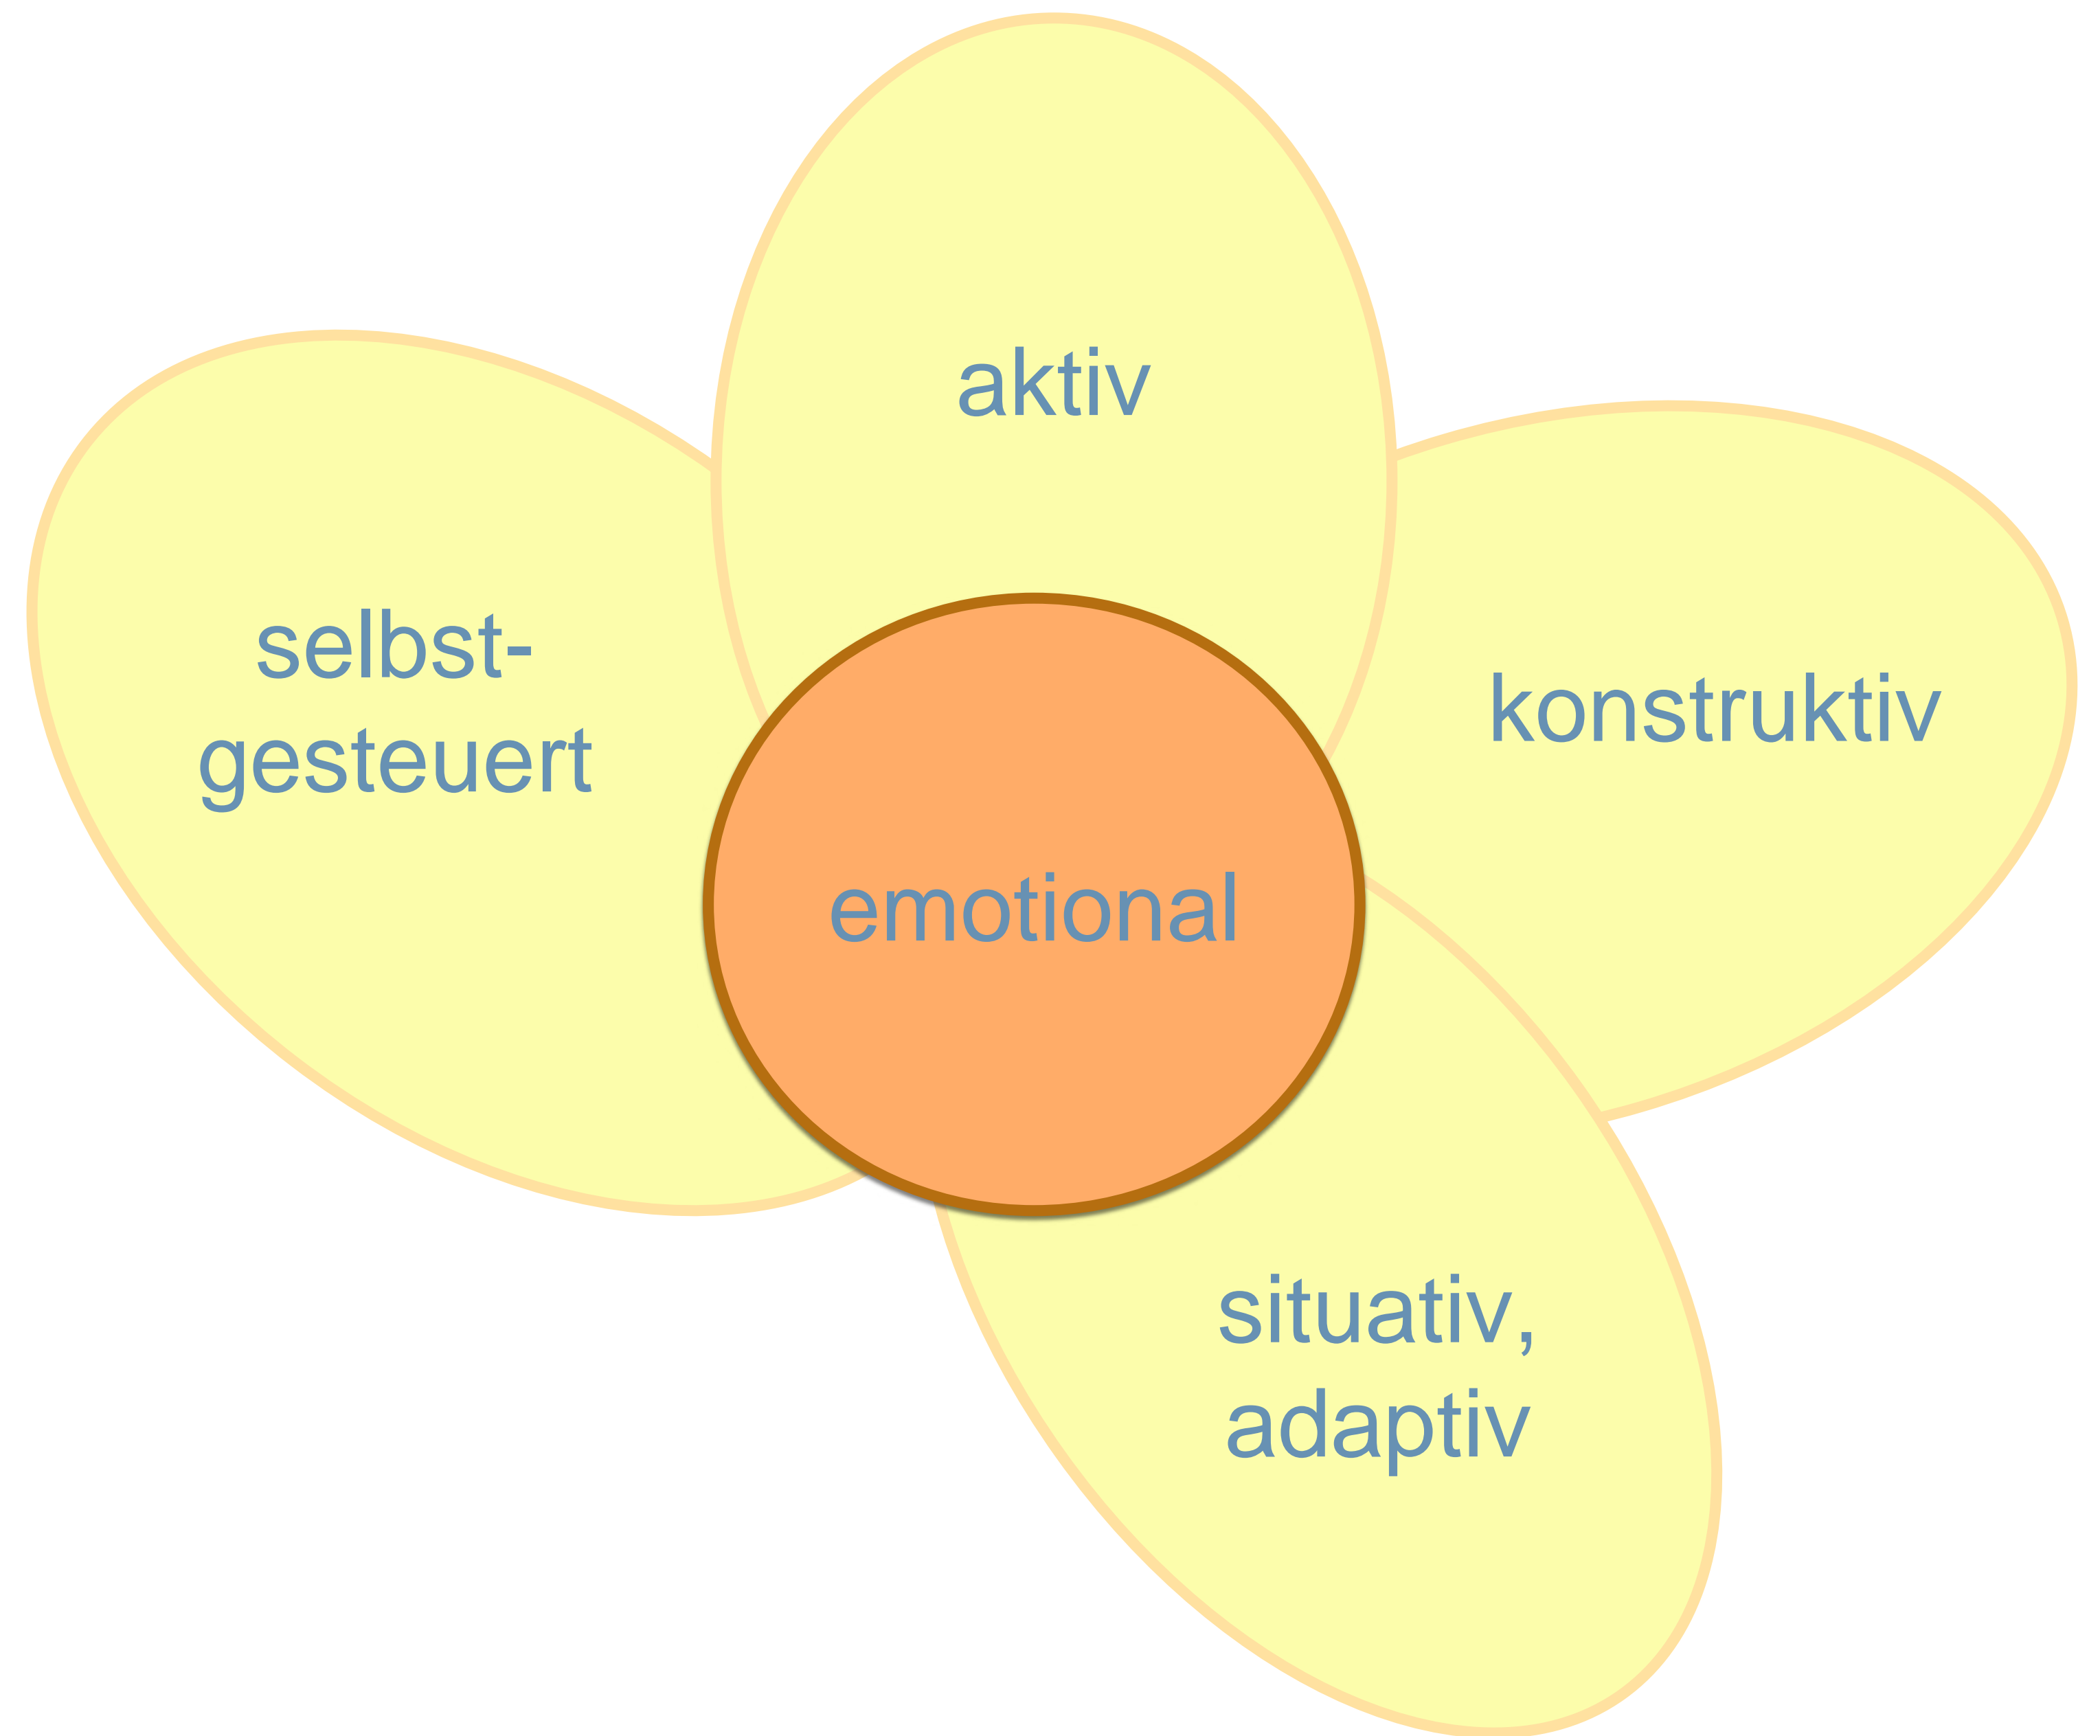 aktiv
selbst-
gesteuert
konstruktiv
emotional
situativ,
adaptiv